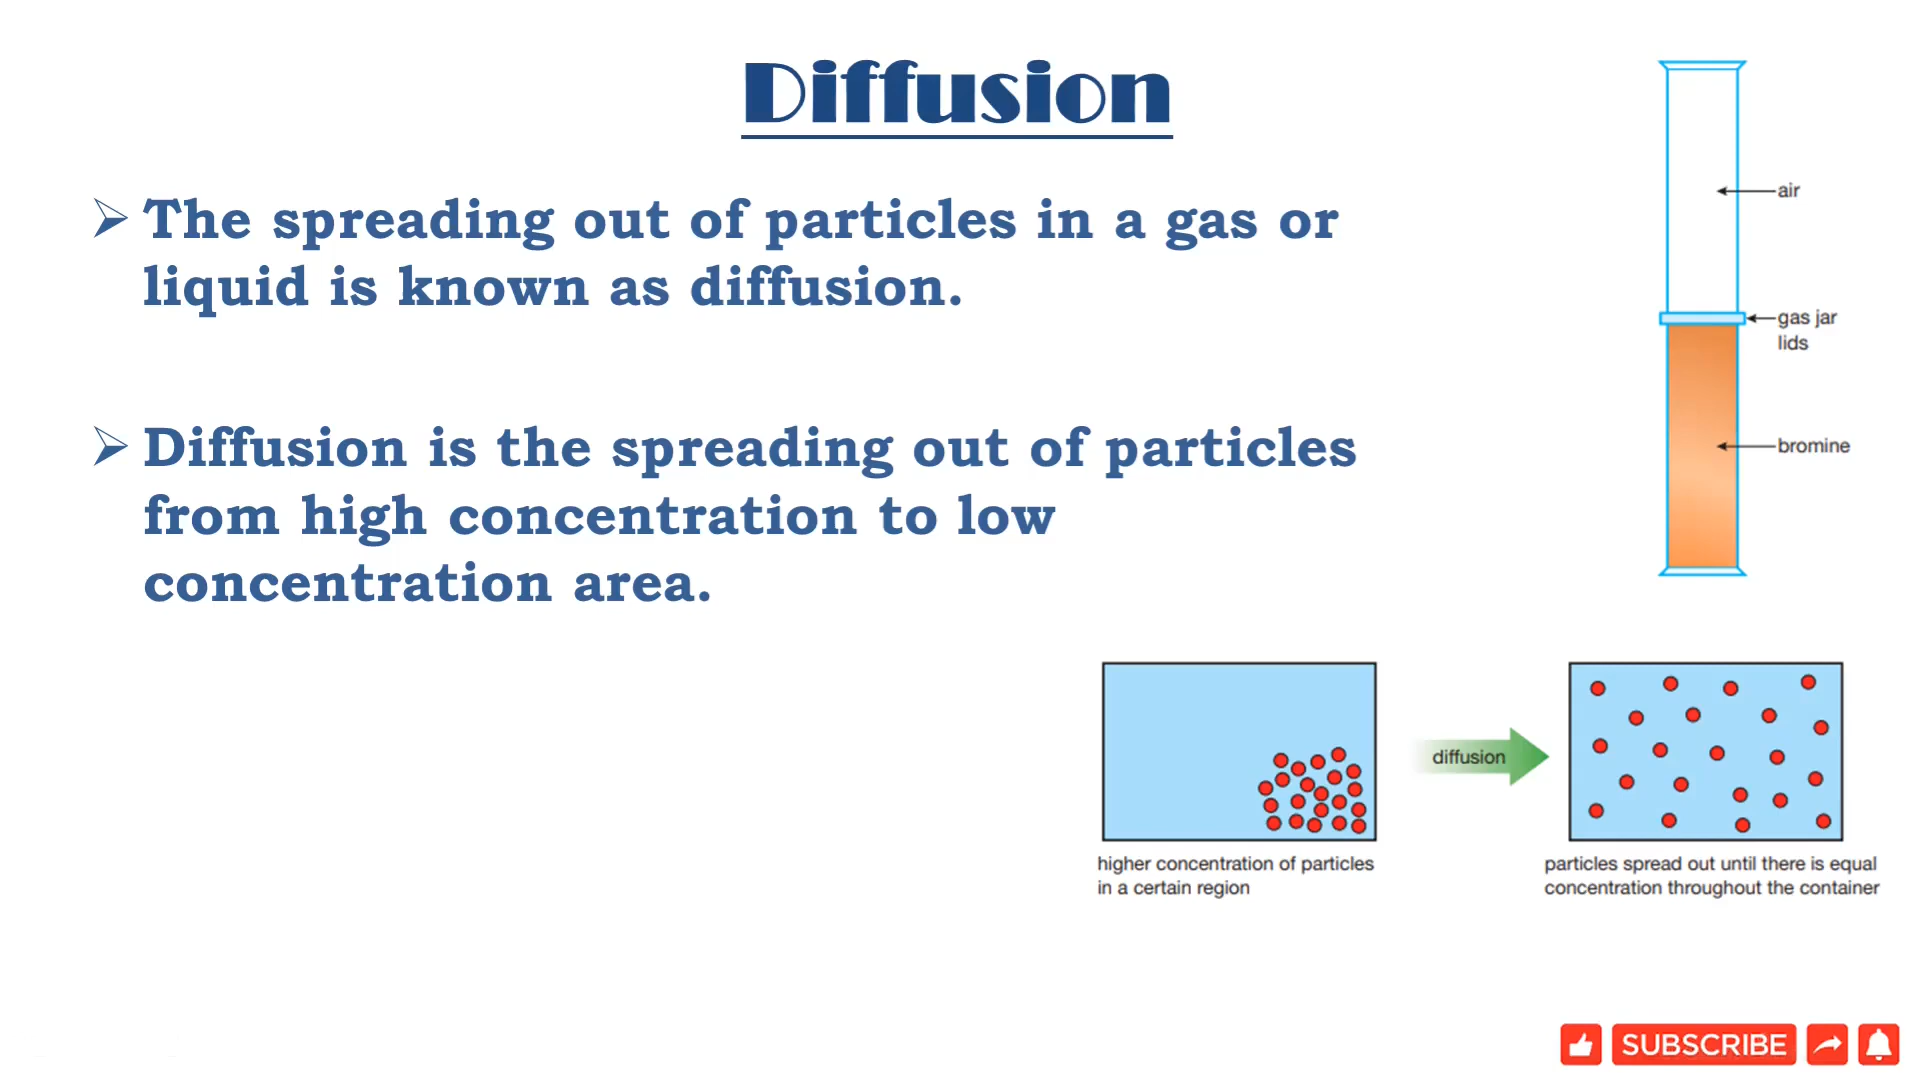 Diffusion
The spreading out of particles in a gas or
liquid is known as diffusion.
Diffusion is the spreading out of particles
from high concentration to low
concentration area.
air
gas jar
lids
bromine
diffusion
higher concentration of particles
in a certain region
particles spread out until there is equal
concentration throughout the container
SUBSCRIBE